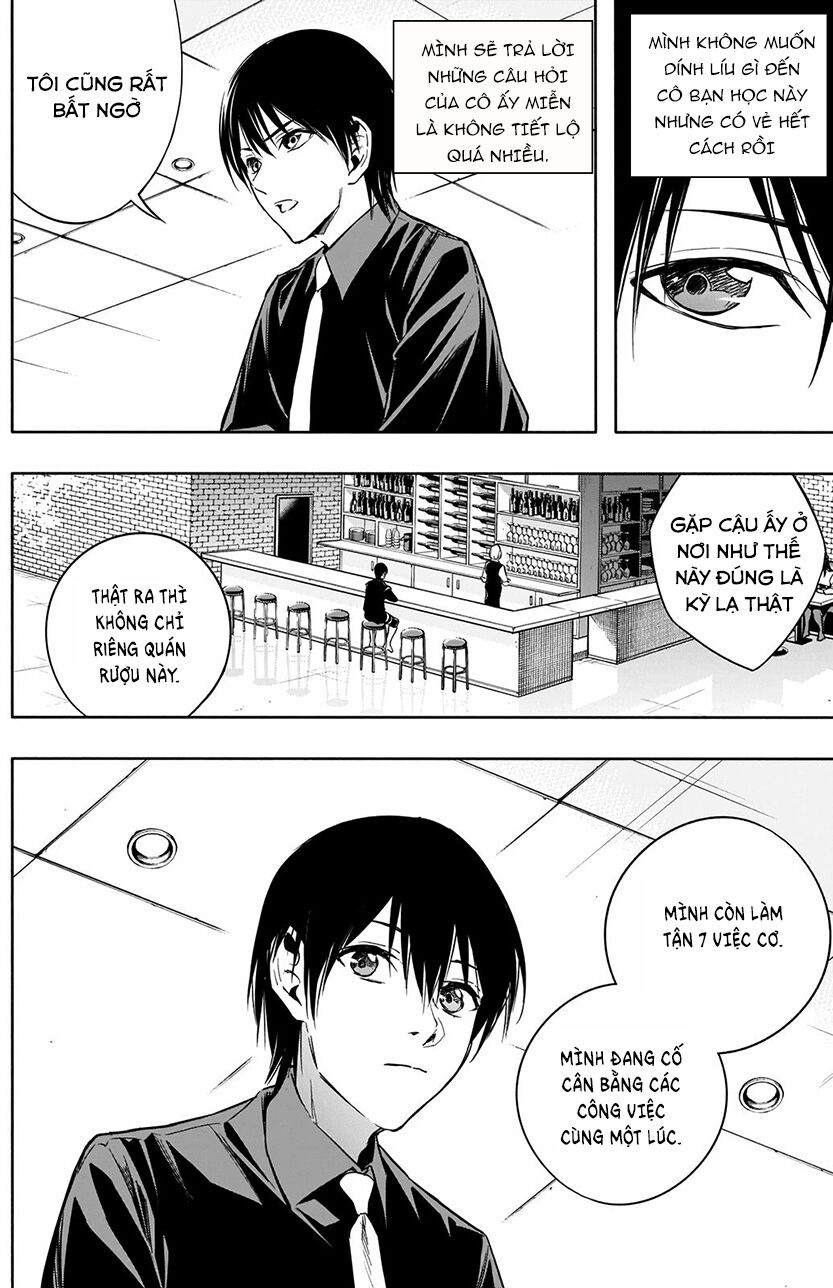 MÌNH KHÔNG MUỐN
DÍNH LÍU GÌ ĐẾN
CÔ BẠN HỌC NÀY
NHƯNG CÓ VẺ HẾT
CÁCH RỒI
MÌNH SẼ TRẢ LỜI
NHỮNG CÂU HỎI
CỦA CÔ ẤY MIỄN
LÀ KHÔNG TIẾT LỘ
QUÁ NHIỀU.
TÔI CŨNG RẤT
BẤT NGỜ
GẶP CẬU ẤY Ở
NƠI NHƯ THẾ
NÀY ĐÚNG LÀ
KỲ LẠ THẬT
THẬT RA THÌ
KHÔNG CHỈ
RIÊNG QUÁN
RƯỢU NÀY.
MÌNH CÒN LÀM
TẬN 7 VIỆC CƠ.
MÌNH ĐANG CỐ
CÂN BẰNG CÁC
CÔNG VIỆC
CÙNG MỘT LÚC.